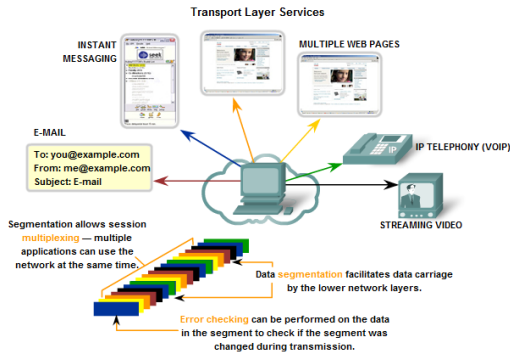 Transport Layer Services
INSTANT
MESSAGING
MULTIPLE WEB PAGES
seek
E-MAIL
To: you@example.com
From: me@example.com
Subject: E-mail
IP
IP TELEPHONY (VOIP)
STREAMING VIDEO
Segmentation allows session
multiplexing — multiple
applications can use the
network at the same time.
Data segmentation facilitates data carriage
by the lower network layers.
Error checking can be performed on the data
in the segment to check if the segment was
changed during transmission.